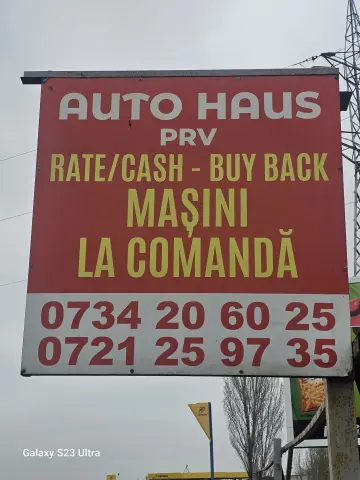 AUTO HAUS
PRV
RATE/CASH - BUY BACK
MAȘINI
LA COMANDĂ
0734 20 60 25
0721 25 97 35
Galaxy S23 Ultra